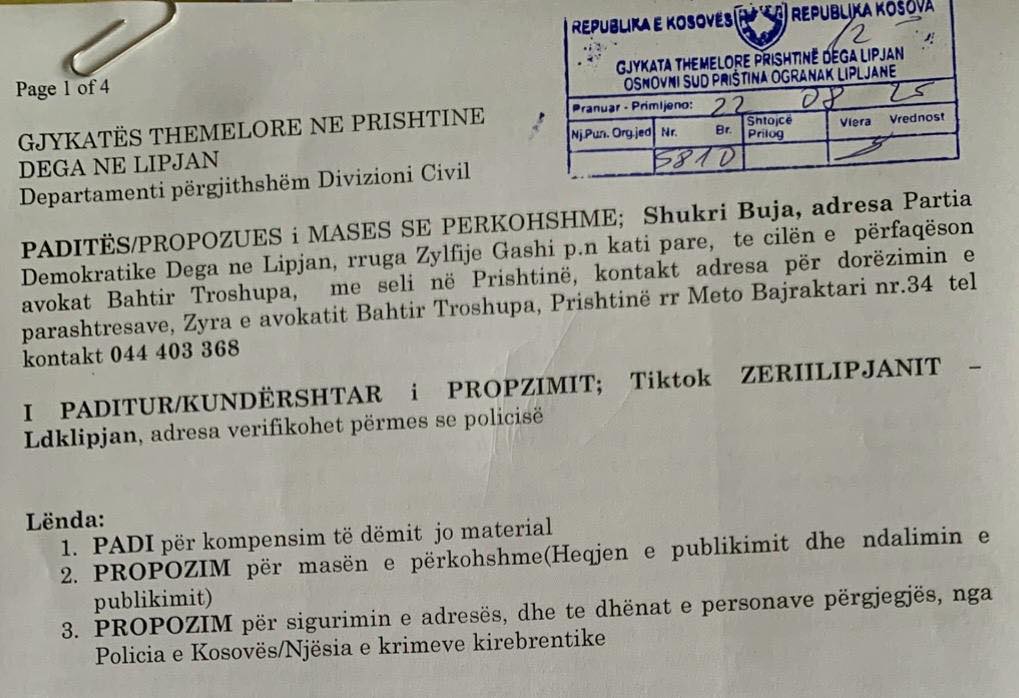 REPUBLIKA E KOSOVËS REPUBLIKA KOSOVA
GJYKATA THEMELORE PRISHTINË DEGA LIPJAN
OSNOVNI SUD PRIŠTINA OGRANAK LIPLJANE
Pranuar - Primljeno: 22 08 25
Nj.Pun. Org.jed Nr. Br. Shtojcë Prilog Vlera Vrednost
5810
Page 1 of 4
GJYKATËS THEMELORE NE PRISHTINE
DEGA NE LIPJAN
Departamenti përgjithshëm Divizioni Civil
PADITËS/PROPOZUES i MASES SE PERKOHSHME; Shukri Buja, adresa Partia
Demokratike Dega ne Lipjan, rruga Zylfije Gashi p.n kati pare, te cilën e përfaqëson
avokat Bahtir Troshupa, me seli në Prishtinë, kontakt adresa për dorëzimin e
parashtresave, Zyra e avokatit Bahtir Troshupa, Prishtinë rr Meto Bajraktari nr.34 tel
kontakt 044 403 368
I PADITUR/KUNDËRSHTAR i PROPZIMIT; Tiktok ZERIILIPJANIT –
Ldklipjan, adresa verifikohet përmes se policisë
Lënda:
1. PADI për kompensim të dëmit jo material
2. PROPOZIM për masën e përkohshme(Heqjen e publikimit dhe ndalimin e
publikimit)
3. PROPOZIM për sigurimin e adresës, dhe te dhënat e personave përgjegjës, nga
Policia e Kosovës/Njësia e krimeve kirebrentike